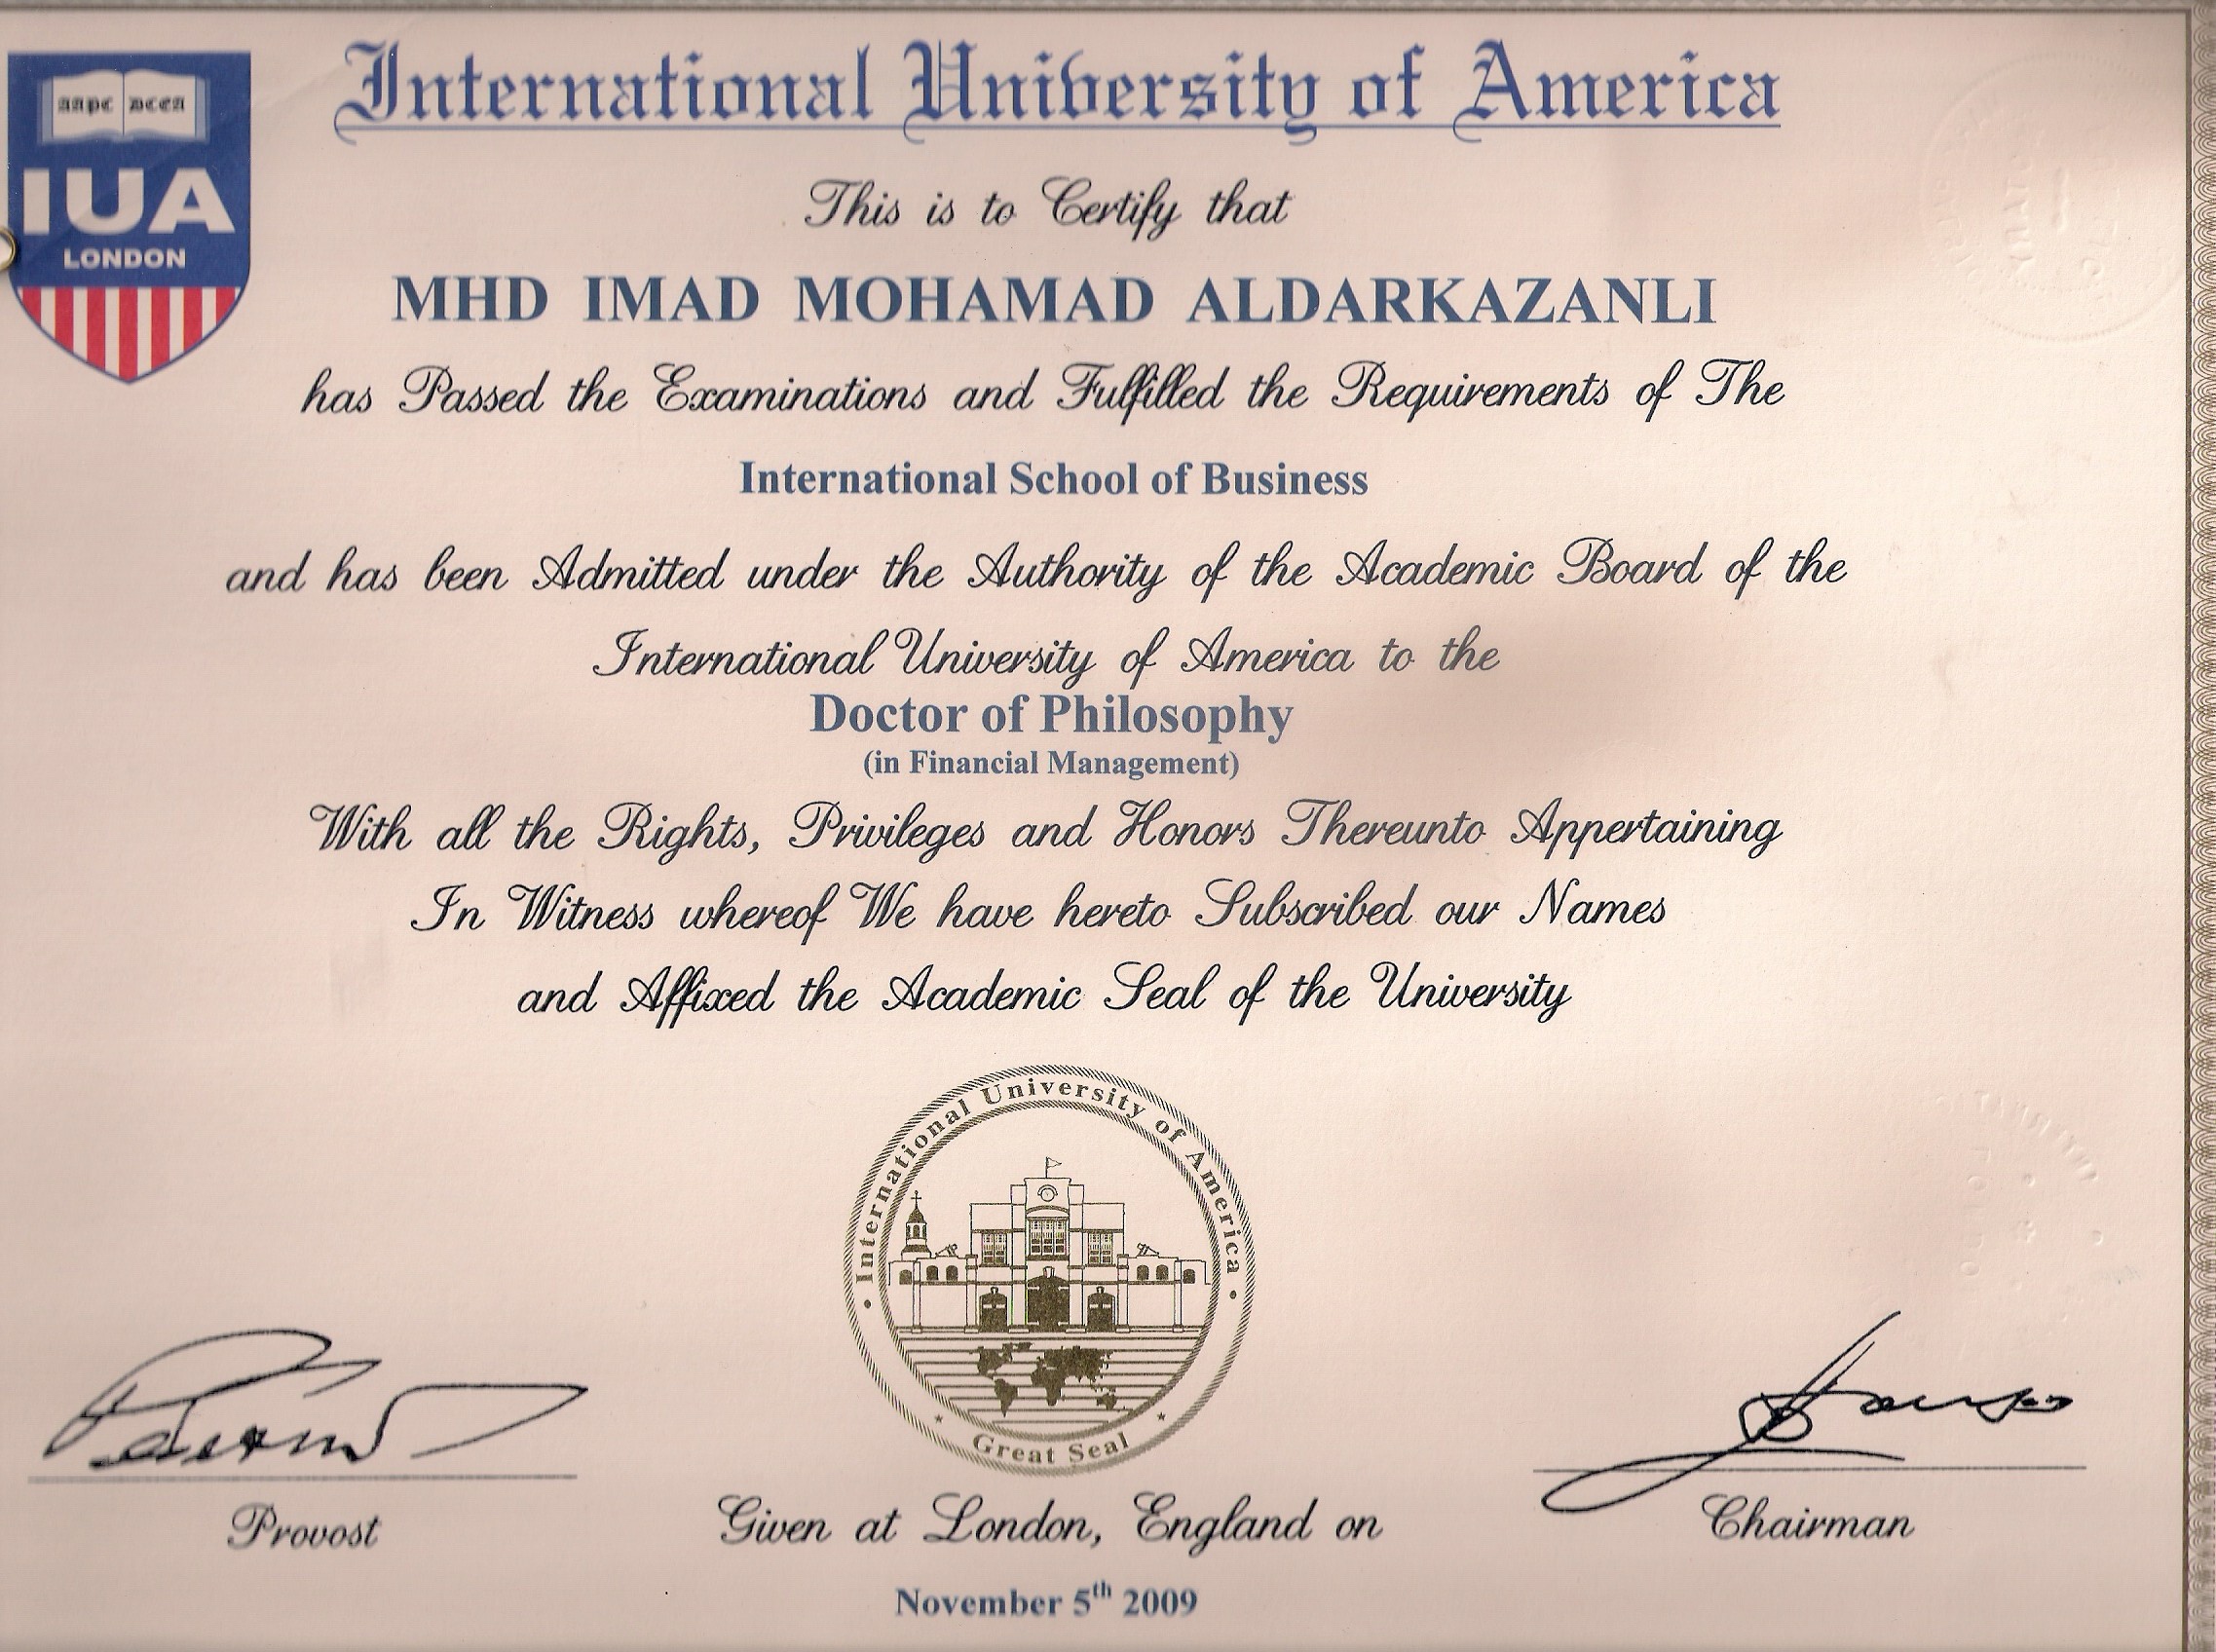 International University of America
AAPC DCCA
IUA
LONDON
This is to Certify that
MHD IMAD MOHAMAD ALDARKAZANLI
has Passed the Examinations and Fulfilled the Requirements of The
International School of Business
and has been Admitted under the Authority of the Academic Board of the
International University of America to the
Doctor of Philosophy
(in Financial Management)
With all the Rights, Privileges and Honors Thereunto Appertaining
In Witness whereof We have hereto Subscribed our Names
and Affixed the Academic Seal of the University
• International University of America •
* Great Seal *
Provost
Given at London, England on
Chairman
November 5th 2009